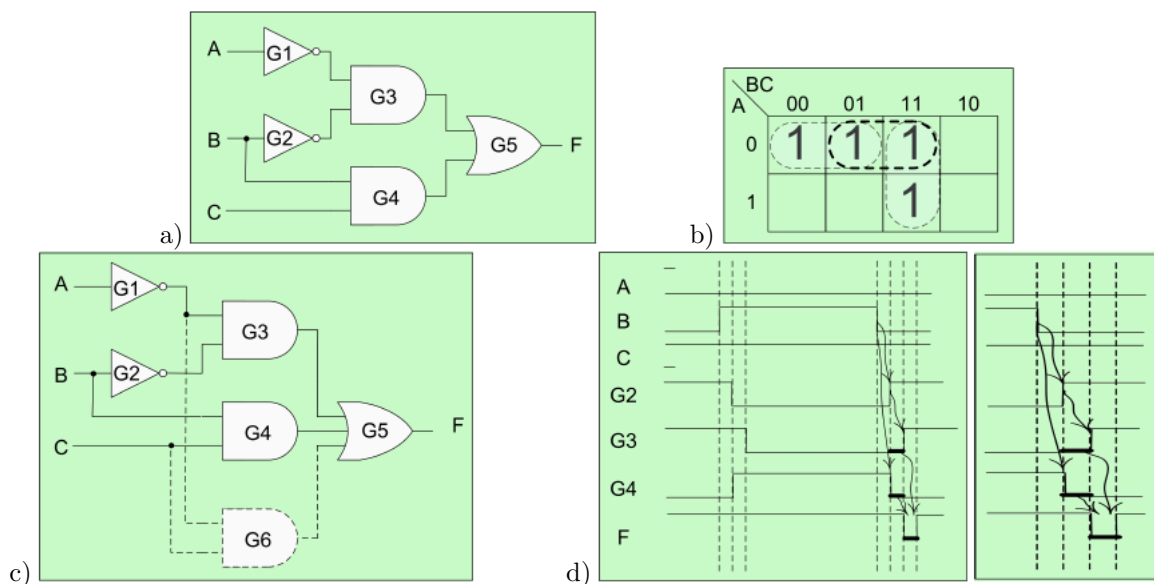 A G1
G3
B G2 G5 F
G4
C
a)
BC
A 00 01 11 10
0 1 1 1
1 1
b)
A G1
G3
B G2
G4 G5 F
C
G6
c)
A
B
C
G2
G3
G4
F
d)